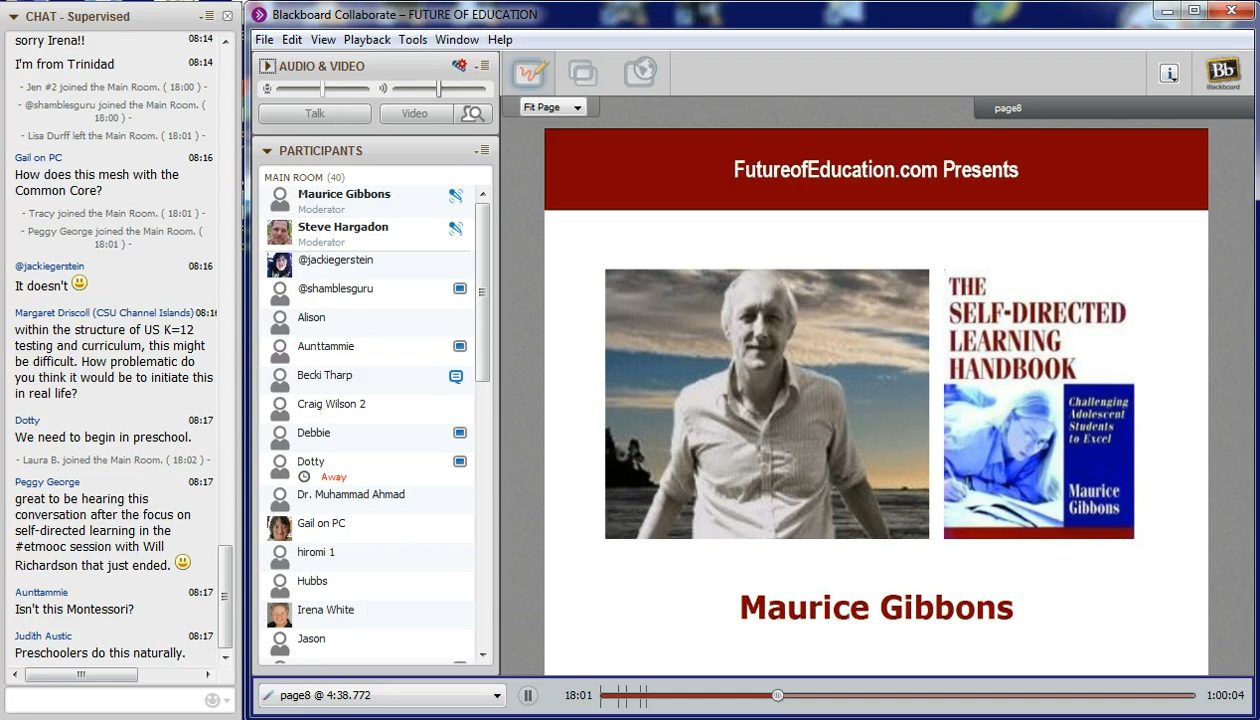 CHAT - Supervised
sorry Irena!! 08:14
I'm from Trinidad 08:14
- Jen #2 joined the Main Room. ( 18:00 ) -
- @shamblesguru joined the Main Room. (
18:00 ) -
- Lisa Durff left the Main Room. ( 18:01 ) -
Gail on PC 08:16
How does this mesh with the
Common Core?
- Tracy joined the Main Room. ( 18:01 ) -
- Peggy George joined the Main Room. (
18:01 ) -
@jackiegerstein 08:16
It doesn't
Margaret Driscoll (CSU Channel Islands) 08:16
within the structure of US K=12
testing and curriculum, this might
be difficult. How problematic do
you think it would be to initiate this
in real life?
Dotty 08:17
We need to begin in preschool.
- Laura B. joined the Main Room. ( 18:02 ) -
Peggy George 08:17
great to be hearing this
conversation after the focus on
self-directed learning in the
#etmooc session with Will
Richardson that just ended.
Aunttammie 08:17
Isn't this Montessori?
Judith Austic 08:17
Preschoolers do this naturally.
Blackboard Collaborate – FUTURE OF EDUCATION
File Edit View Playback Tools Window Help
AUDIO & VIDEO
Talk Video
PARTICIPANTS
MAIN ROOM (40)
Maurice Gibbons
Moderator
Steve Hargadon
Moderator
@jackiegerstein
@shamblesguru
Alison
Aunttammie
Becki Tharp
Craig Wilson 2
Debbie
Dotty
Away
Dr. Muhammad Ahmad
Gail on PC
hiromi 1
Hubbs
Irena White
Jason
page8 @ 4:38.772
Bb
Blackboard
Fit Page
page8
FutureofEducation.com Presents
THE
SELF-DIRECTED
LEARNING
HANDBOOK
Challenging
Adolescent
Students
to Excel
Maurice
Gibbons
Maurice Gibbons
18:01 1:00:04